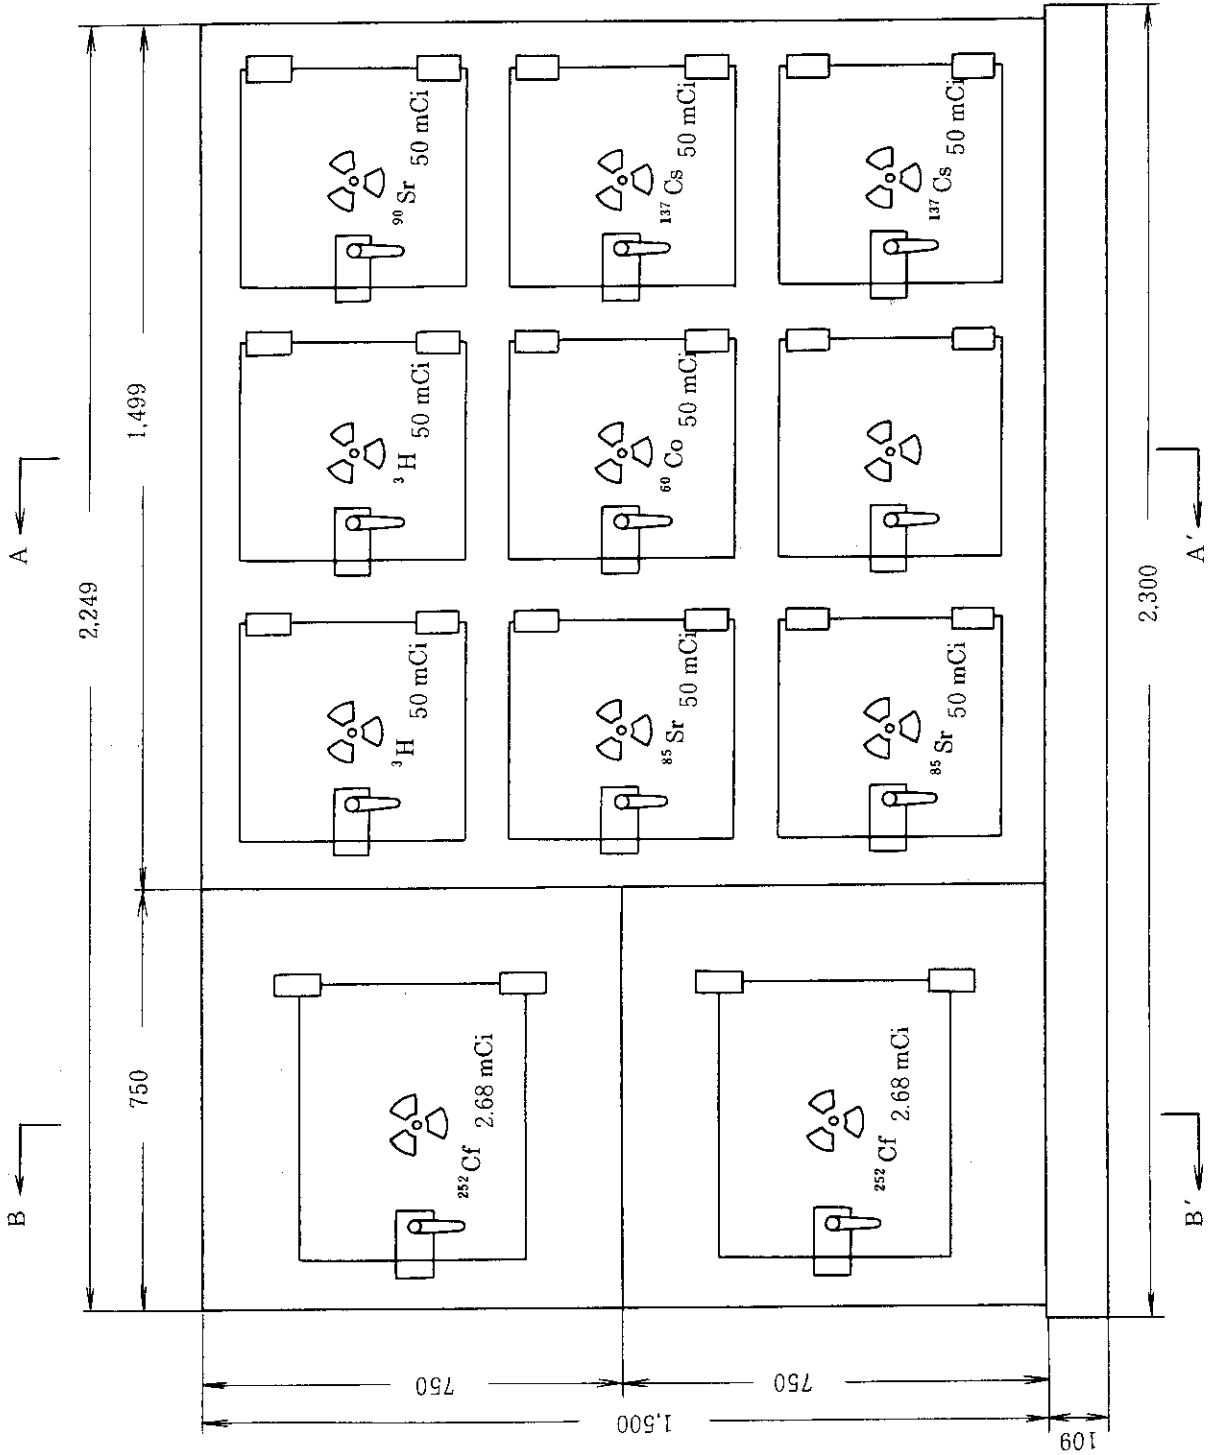 B
A
2,249
750
1,499
750
1,500
750
109
²⁵²Cf 2.68 mCi
³H 50 mCi
³H 50 mCi
⁹⁰Sr 50 mCi
⁸⁵Sr 50 mCi
⁶⁰Co 50 mCi
¹³⁷Cs 50 mCi
²⁵²Cf 2.68 mCi
⁸⁵Sr 50 mCi
¹³⁷Cs 50 mCi
2,300
B′
A′